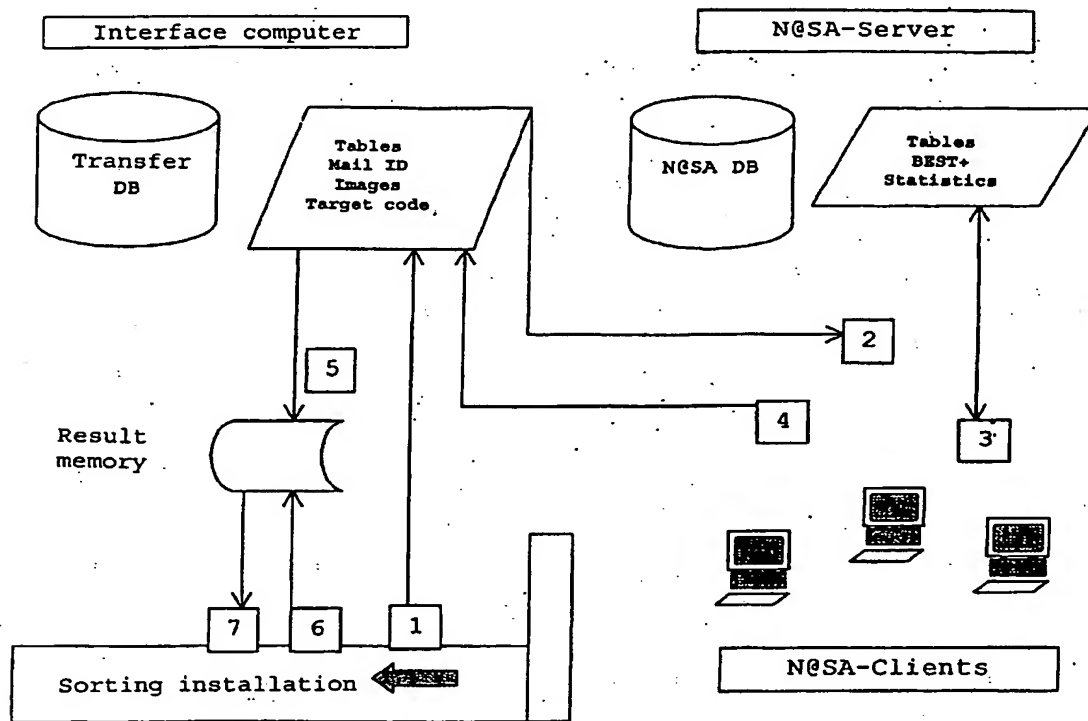 Interface computer
N@SA-Server
Transfer
DB
Tables
Mail ID
Images
Target code
N@SA DB
Tables
BEST+
Statistics
2
5
4
3
Result
memory
7
6
1
Sorting installation
N@SA-Clients